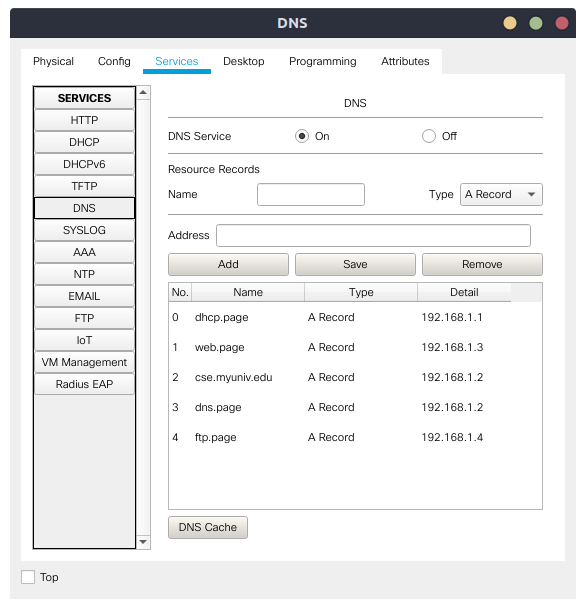 DNS
Physical Config Services Desktop Programming Attributes
SERVICES
HTTP
DHCP
DHCPv6
TFTP
DNS
SYSLOG
AAA
NTP
EMAIL
FTP
IoT
VM Management
Radius EAP
DNS
DNS Service On Off
Resource Records
Name Type A Record
Address
Add Save Remove
No. Name Type Detail
0 dhcp.page A Record 192.168.1.1
1 web.page A Record 192.168.1.3
2 cse.myuniv.edu A Record 192.168.1.2
3 dns.page A Record 192.168.1.2
4 ftp.page A Record 192.168.1.4
DNS Cache
Top